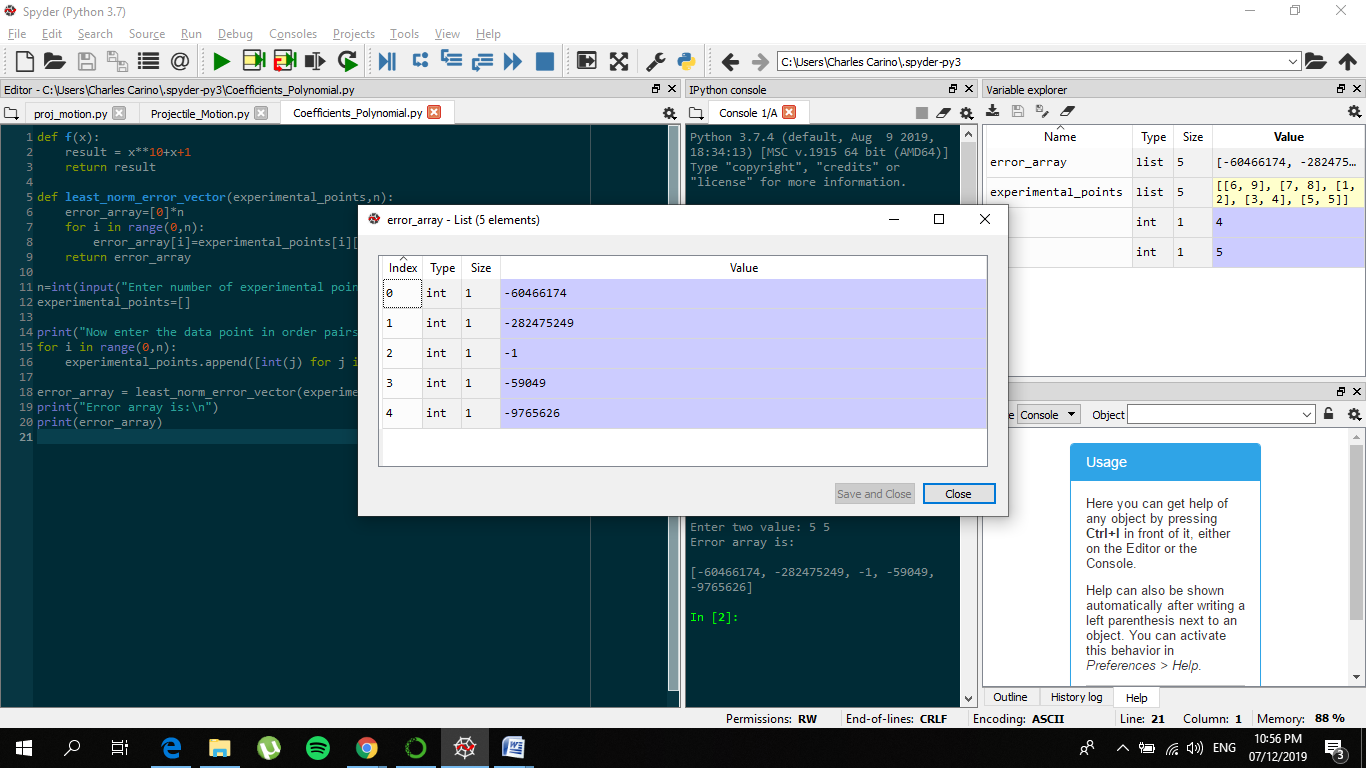 Spyder (Python 3.7)
File Edit Search Source Run Debug Consoles Projects Tools View Help
C:\Users\Charles Carino\.spyder-py3
Editor - C:\Users\Charles Carino\.spyder-py3\Coefficients_Polynomial.py
proj_motion.py Projectile_Motion.py Coefficients_Polynomial.py
1 def f(x):
2 result = x**10+x+1
3 return result
4
5 def least_norm_error_vector(experimental_points,n):
6 error_array=[0]*n
7 for i in range(0,n):
8 error_array[i]=experimental_points[i][
9 return error_array
10
11 n=int(input("Enter number of experimental poin
12 experimental_points=[]
13
14 print("Now enter the data point in order pairs
15 for i in range(0,n):
16 experimental_points.append([int(j) for j i
17
18 error_array = least_norm_error_vector(experime
19 print("Error array is:\n")
20 print(error_array)
21
IPython console
Console 1/A
Python 3.7.4 (default, Aug 9 2019,
18:34:13) [MSC v.1915 64 bit (AMD64)]
Type "copyright", "credits" or
"license" for more information.
error_array - List (5 elements)
Index Type Size Value
0 int 1 -60466174
1 int 1 -282475249
2 int 1 -1
3 int 1 -59049
4 int 1 -9765626
Save and Close Close
Enter two value: 5 5
Error array is:
[-60466174, -282475249, -1, -59049,
-9765626]
In [2]:
Variable explorer
Name Type Size Value
error_array list 5 [-60466174, -282475…
experimental_points list 5 [[6, 9], [7, 8], [1,
2], [3, 4], [5, 5]]
int 1 4
int 1 5
e Console Object
Usage
Here you can get help of
any object by pressing
Ctrl+I in front of it, either
on the Editor or the
Console.
Help can also be shown
automatically after writing a
left parenthesis next to an
object. You can activate
this behavior in
Preferences > Help.
Outline History log Help
Permissions: RW End-of-lines: CRLF Encoding: ASCII Line: 21 Column: 1 Memory: 88 %
ENG 10:56 PM
07/12/2019
3